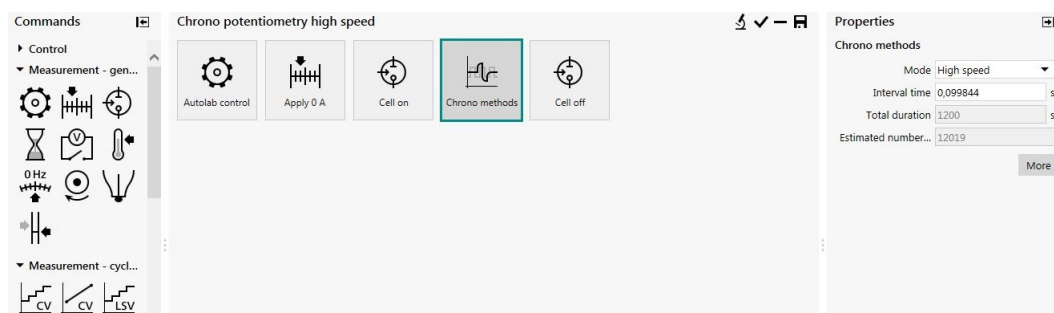 Commands
Control
Measurement - gen...
V
0 Hz
Measurement - cycl...
CV
CV
LSV
Chrono potentiometry high speed
Autolab control
Apply 0 A
Cell on
Chrono methods
Cell off
Properties
Chrono methods
Mode High speed
Interval time 0,099844 s
Total duration 1200 s
Estimated number... 12019
More